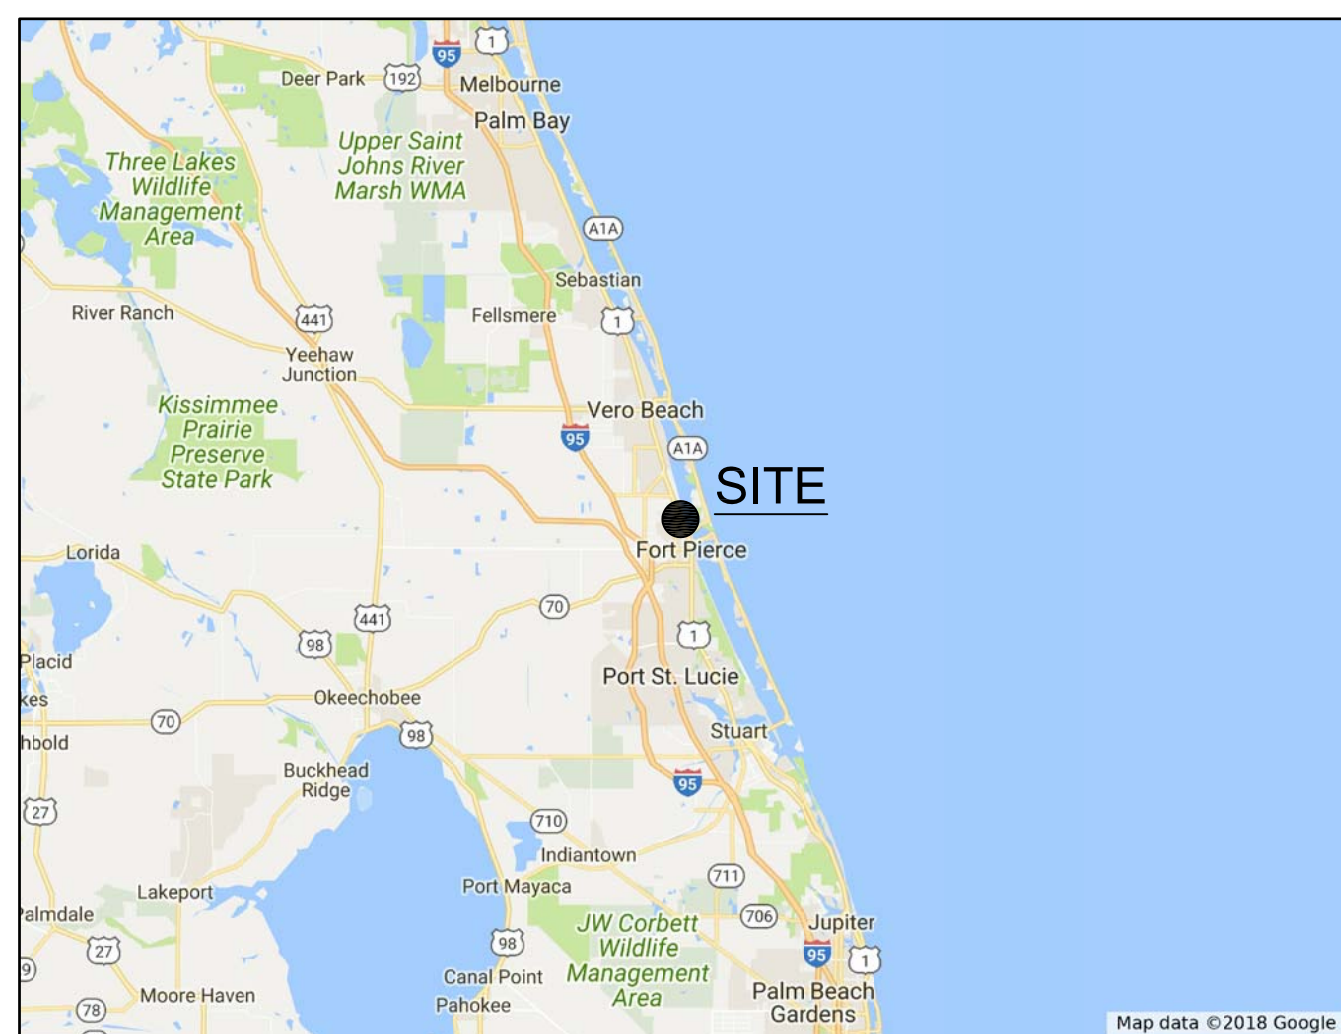 1
95
Deer Park
192
Melbourne
Palm Bay
Upper Saint
Johns River
Marsh WMA
Three Lakes
Wildlife
Management
Area
A1A
Sebastian
River Ranch
441
Fellsmere
1
Yeehaw
Junction
Kissimmee
Prairie
Preserve
State Park
Vero Beach
95
A1A
SITE
Fort Pierce
Lorida
70
441
98
1
Placid
kes
Port St. Lucie
Okeechobee
70
98
hbold
Stuart
Buckhead
Ridge
95
27
710
Indiantown
711
Port Mayaca
Lakeport
Palmdale
706
Jupiter
JW Corbett
Wildlife
Management
Area
98
27
95
1
9
Canal Point
Moore Haven
Pahokee
Palm Beach
Gardens
78
Map data ©2018 Google